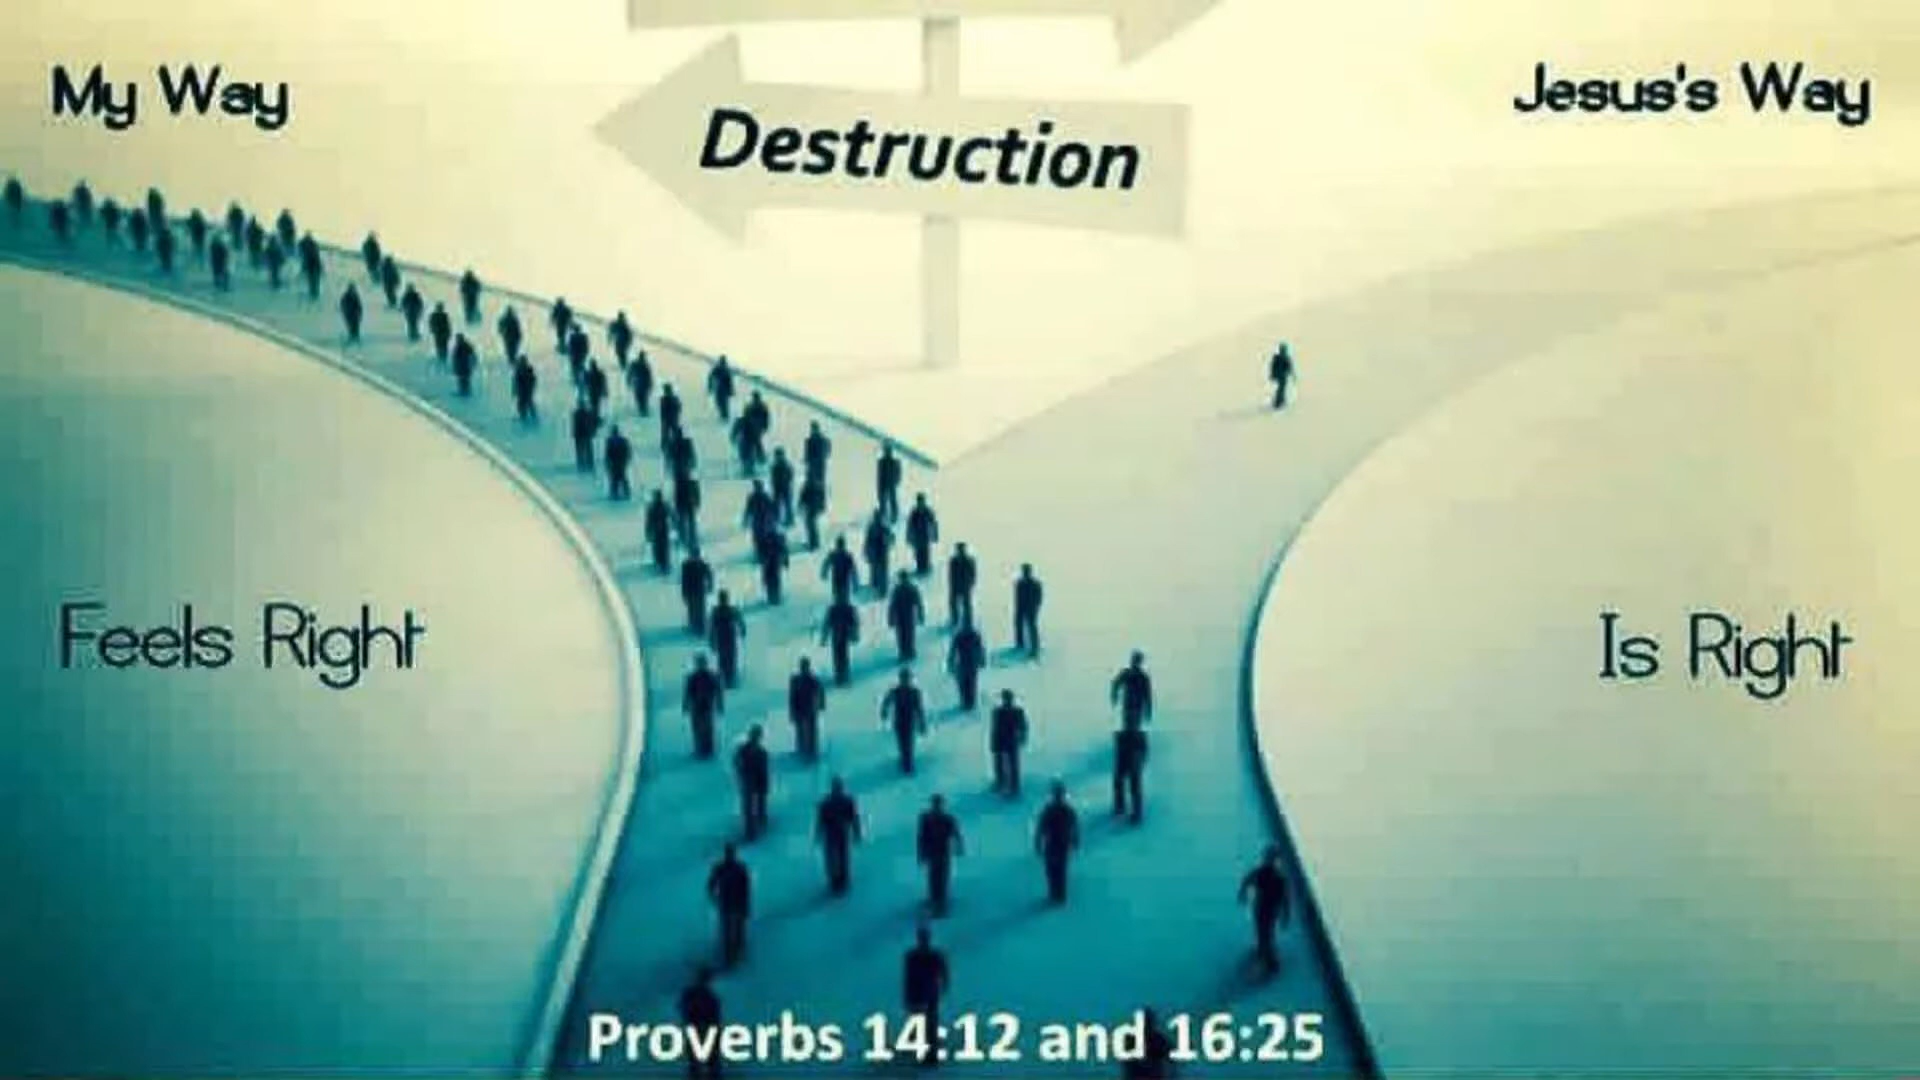 My Way
Jesus's Way
Destruction
Feels Right
Is Right
Proverbs 14:12 and 16:25